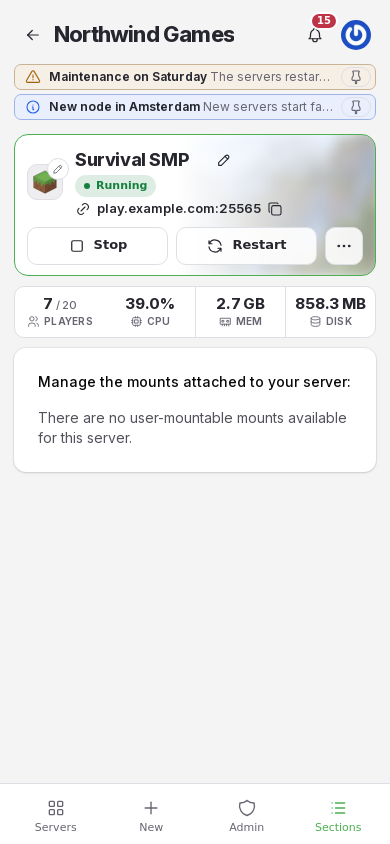 Northwind Games
15
Maintenance on Saturday The servers restar…
New node in Amsterdam New servers start fa…
Survival SMP
Running
play.example.com:25565
Stop
Restart
7 / 20
PLAYERS
39.0%
CPU
2.7 GB
MEM
858.3 MB
DISK
Manage the mounts attached to your server:
There are no user-mountable mounts available
for this server.
Servers
New
Admin
Sections